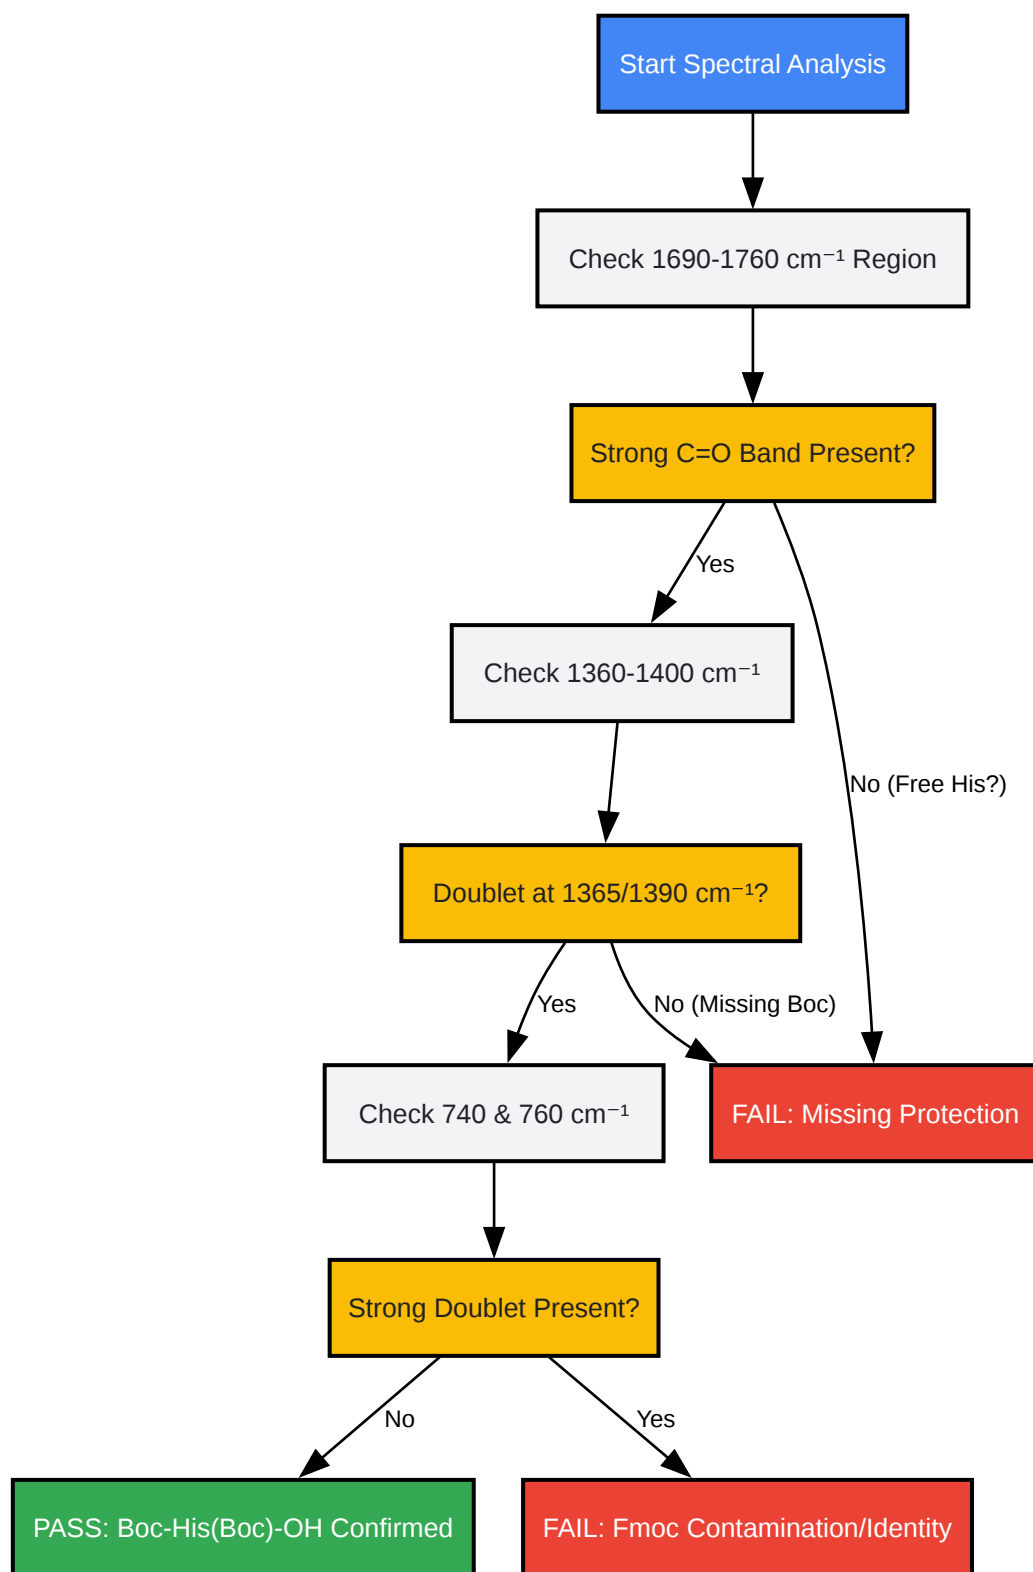 Start Spectral Analysis
Check 1690-1760 cm⁻¹ Region
Strong C=O Band Present?
Yes
Check 1360-1400 cm⁻¹
No (Free His?)
Doublet at 1365/1390 cm⁻¹?
Yes
No (Missing Boc)
Check 740 & 760 cm⁻¹
FAIL: Missing Protection
Strong Doublet Present?
No
Yes
PASS: Boc-His(Boc)-OH Confirmed
FAIL: Fmoc Contamination/Identity